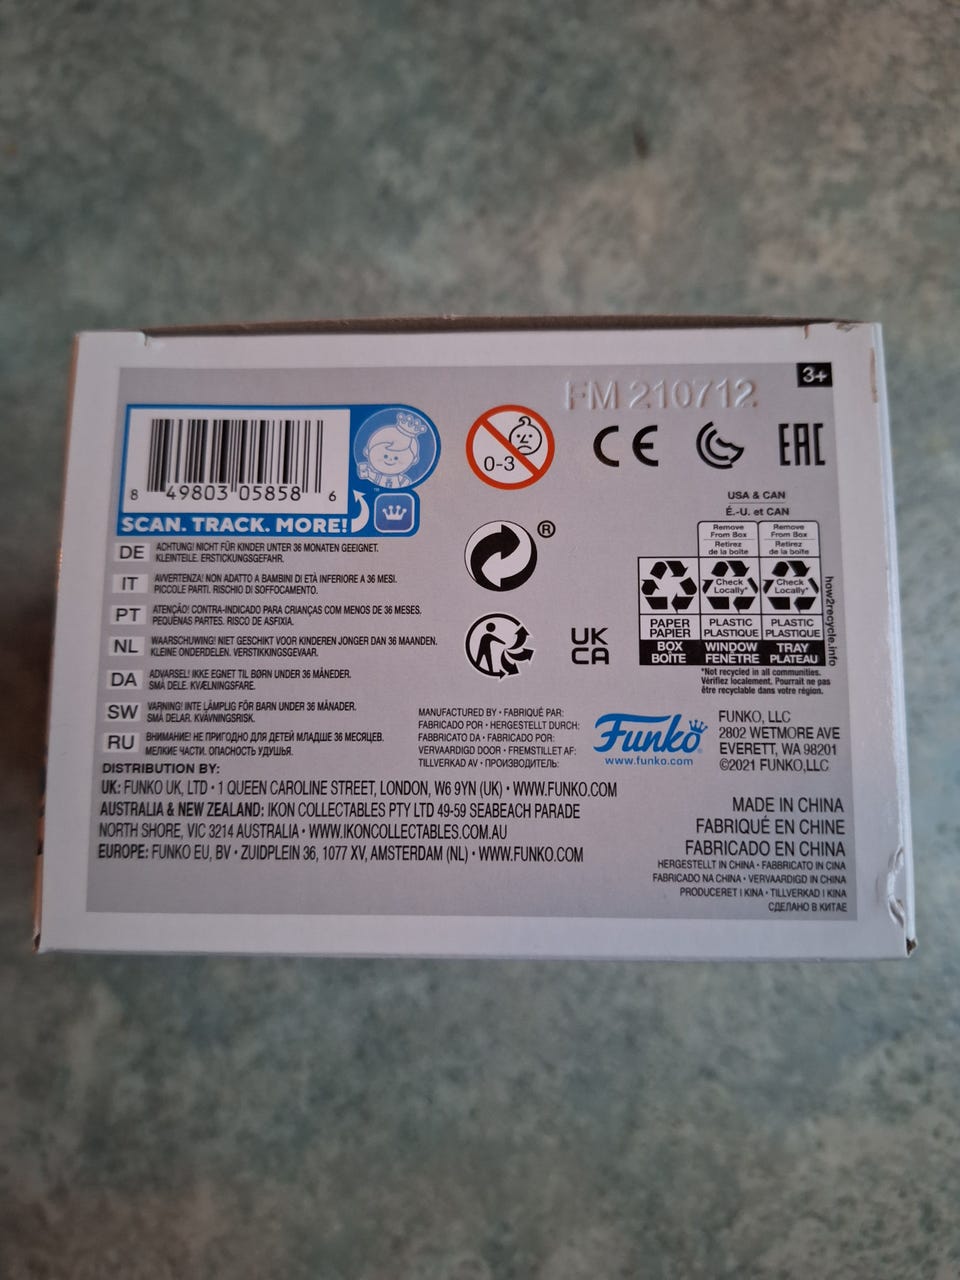 FM 210712
3+
8 49803 05858 6
™
SCAN. TRACK. MORE!
0-3
CE
EAC
®
UK
CA
USA & CAN
É.-U. et CAN
Remove
From Box
Retirez
de la boîte
Remove
From Box
Retirez
de la boîte
Check
Locally*
Check
Locally*
PAPER
PAPIER
PLASTIC
PLASTIQUE
PLASTIC
PLASTIQUE
BOX
BOÎTE
WINDOW
FENÊTRE
TRAY
PLATEAU
how2recycle.info
*Not recycled in all communities.
Vérifiez localement. Pourrait ne pas
être recyclable dans votre région.
DE ACHTUNG! NICHT FÜR KINDER UNTER 36 MONATEN GEEIGNET.
KLEINTEILE. ERSTICKUNGSGEFAHR.
IT AVVERTENZA! NON ADATTO A BAMBINI DI ETÀ INFERIORE A 36 MESI.
PICCOLE PARTI. RISCHIO DI SOFFOCAMENTO.
PT ATENÇÃO! CONTRA-INDICADO PARA CRIANÇAS COM MENOS DE 36 MESES.
PEQUENAS PARTES. RISCO DE ASFIXIA.
NL WAARSCHUWING! NIET GESCHIKT VOOR KINDEREN JONGER DAN 36 MAANDEN.
KLEINE ONDERDELEN. VERSTIKKINGSGEVAAR.
DA ADVARSEL! IKKE EGNET TIL BØRN UNDER 36 MÅNEDER.
SMÅ DELE. KVÆLNINGSFARE.
SW VARNING! INTE LÄMPLIG FÖR BARN UNDER 36 MÅNADER.
SMÅ DELAR. KVÄVNINGSRISK.
RU ВНИМАНИЕ! НЕ ПРИГОДНО ДЛЯ ДЕТЕЙ МЛАДШЕ 36 МЕСЯЦЕВ.
МЕЛКИЕ ЧАСТИ. ОПАСНОСТЬ УДУШЬЯ.
MANUFACTURED BY • FABRIQUÉ PAR:
FABRICADO POR • HERGESTELLT DURCH:
FABRICATO DA • FABRICADO POR:
VERVAARDIGD DOOR • FREMSTILLET AF:
TILLVERKAD AV • ПРОИЗВОДИТЕЛЬ:
Funko
www.funko.com
FUNKO, LLC
2802 WETMORE AVE
EVERETT, WA 98201
©2021 FUNKO,LLC
DISTRIBUTION BY:
UK: FUNKO UK, LTD • 1 QUEEN CAROLINE STREET, LONDON, W6 9YN (UK) • WWW.FUNKO.COM
AUSTRALIA & NEW ZEALAND: IKON COLLECTABLES PTY LTD 49-59 SEABEACH PARADE
NORTH SHORE, VIC 3214 AUSTRALIA • WWW.IKONCOLLECTABLES.COM.AU
EUROPE: FUNKO EU, BV • ZUIDPLEIN 36, 1077 XV, AMSTERDAM (NL) • WWW.FUNKO.COM
MADE IN CHINA
FABRIQUÉ EN CHINE
FABRICADO EN CHINA
HERGESTELLT IN CHINA • FABBRICATO IN CINA
FABRICADO NA CHINA • VERVAARDIGD IN CHINA
PRODUCERET I KINA • TILLVERKAD I KINA
СДЕЛАНО В КИТАЕ